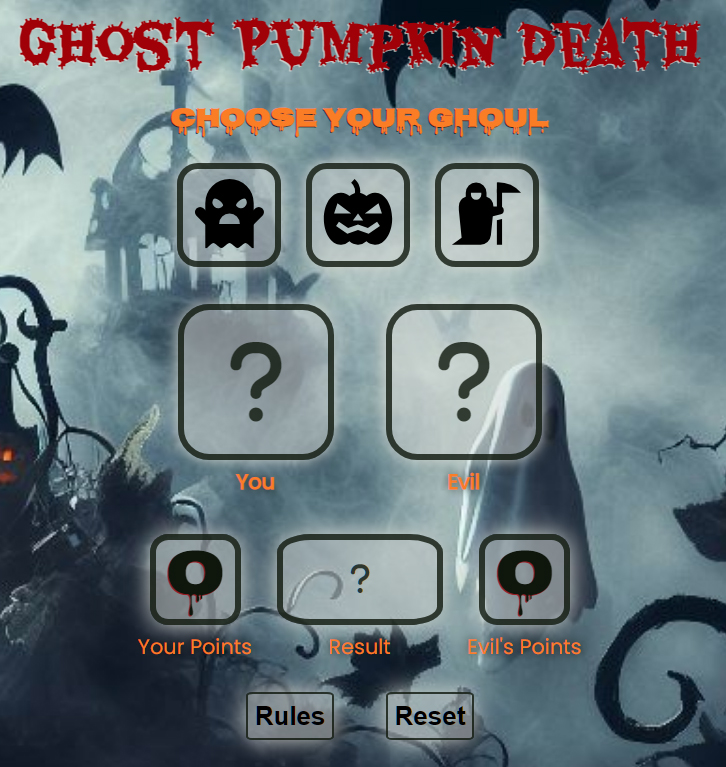 GHOST PUMPKIN DEATH
CHOOSE YOUR GHOUL
? ?
You Evil
0 ? 0
Your Points Result Evil's Points
Rules Reset